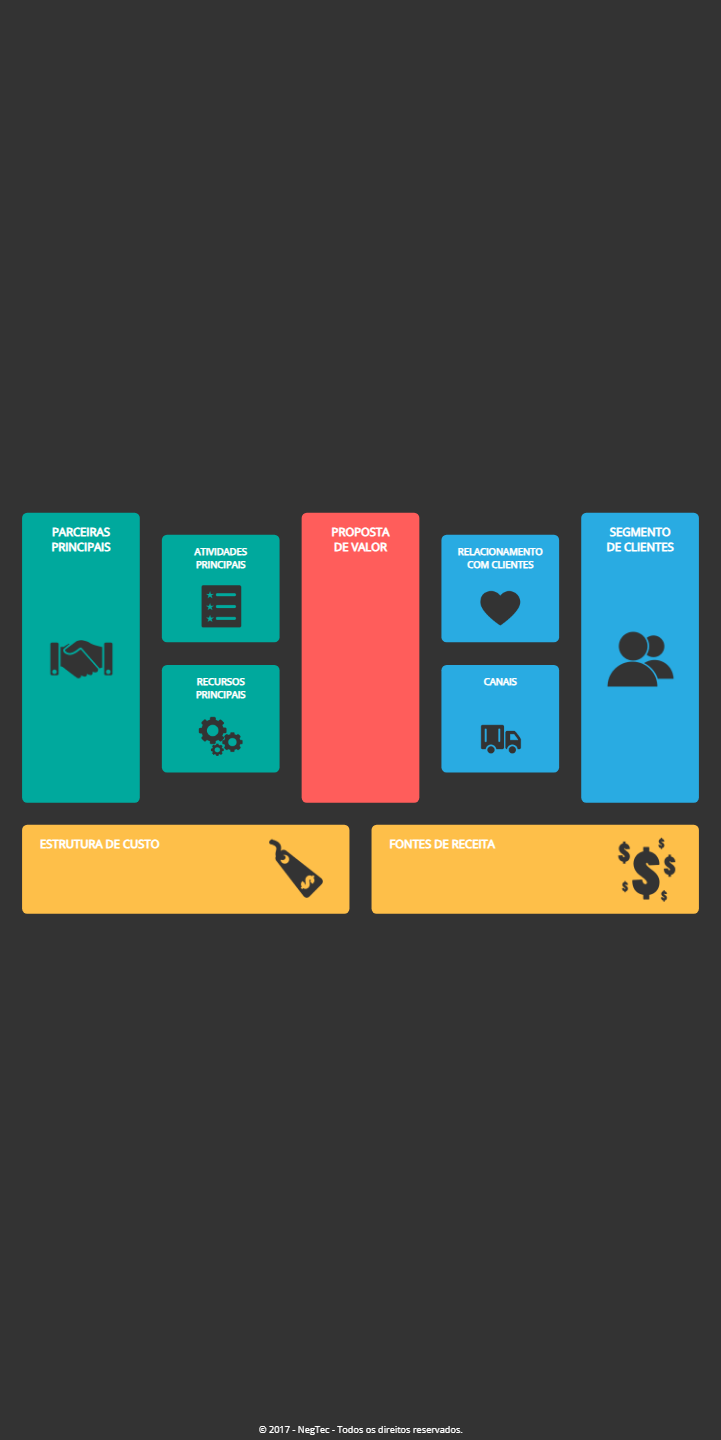 PARCEIRAS
PRINCIPAIS
ATIVIDADES
PRINCIPAIS
RECURSOS
PRINCIPAIS
PROPOSTA
DE VALOR
RELACIONAMENTO
COM CLIENTES
CANAIS
SEGMENTO
DE CLIENTES
ESTRUTURA DE CUSTO
$
FONTES DE RECEITA
$ $ $ $ $ $
© 2017 - NegTec - Todos os direitos reservados.